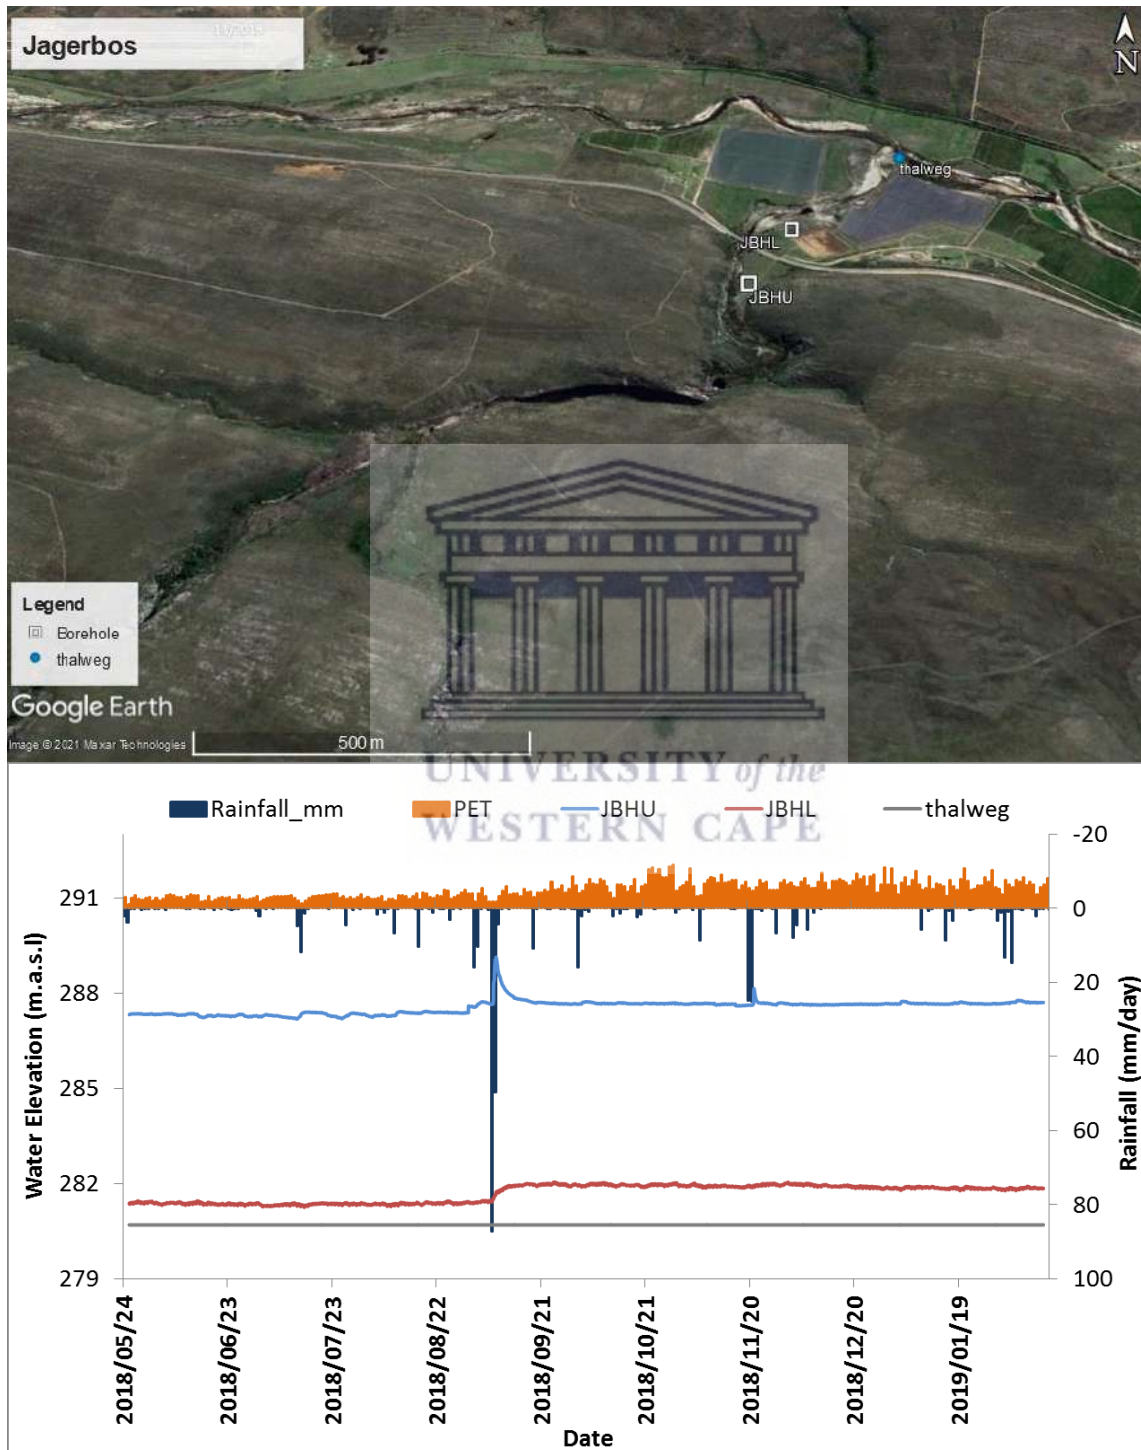 Jagerbos
N
thalweg
JBHL
JBHU
Legend
Borehole
thalweg
Google Earth
Image © 2021 Maxar Technologies
500 m
UNIVERSITY of the
WESTERN CAPE
Rainfall_mm PET JBHU JBHL thalweg
Water Elevation (m.a.s.l)
291
288
285
282
279
-20
0
20
40
60
80
100
Rainfall (mm/day)
2018/05/24
2018/06/23
2018/07/23
2018/08/22
2018/09/21
2018/10/21
2018/11/20
2018/12/20
2019/01/19
Date